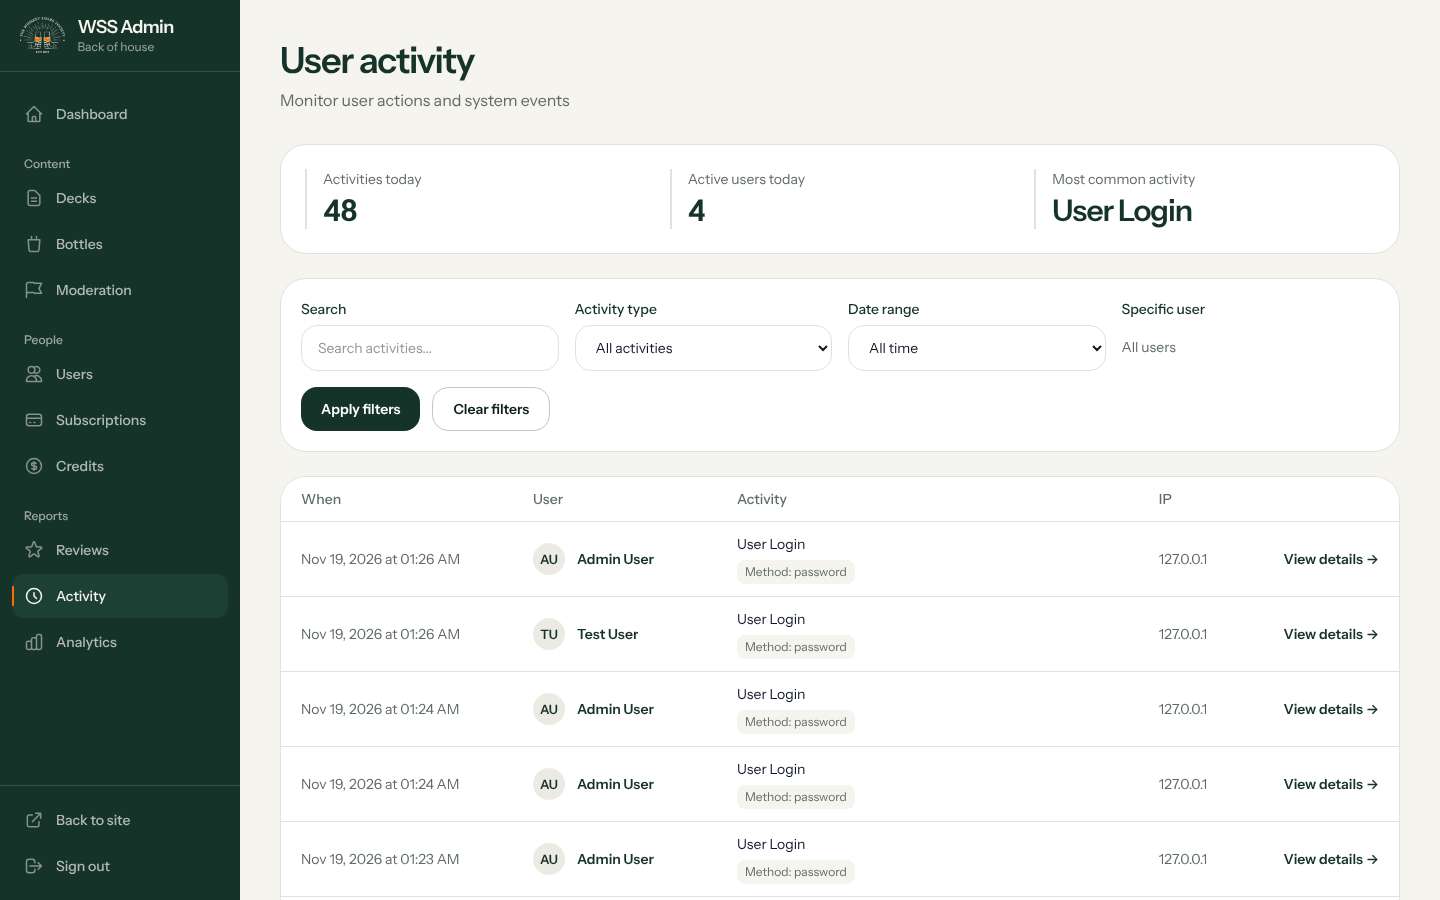 WSS Admin
Back of house
Dashboard
Content
Decks
Bottles
Moderation
People
Users
Subscriptions
Credits
Reports
Reviews
Activity
Analytics
Back to site
Sign out
User activity
Monitor user actions and system events
Activities today
48
Active users today
4
Most common activity
User Login
Search
Search activities...
Activity type
All activities
Date range
All time
Specific user
All users
Apply filters
Clear filters
When User Activity IP
Nov 19, 2026 at 01:26 AM AU Admin User User Login 127.0.0.1 View details →
Method: password
Nov 19, 2026 at 01:26 AM TU Test User User Login 127.0.0.1 View details →
Method: password
Nov 19, 2026 at 01:24 AM AU Admin User User Login 127.0.0.1 View details →
Method: password
Nov 19, 2026 at 01:24 AM AU Admin User User Login 127.0.0.1 View details →
Method: password
Nov 19, 2026 at 01:23 AM AU Admin User User Login 127.0.0.1 View details →
Method: password